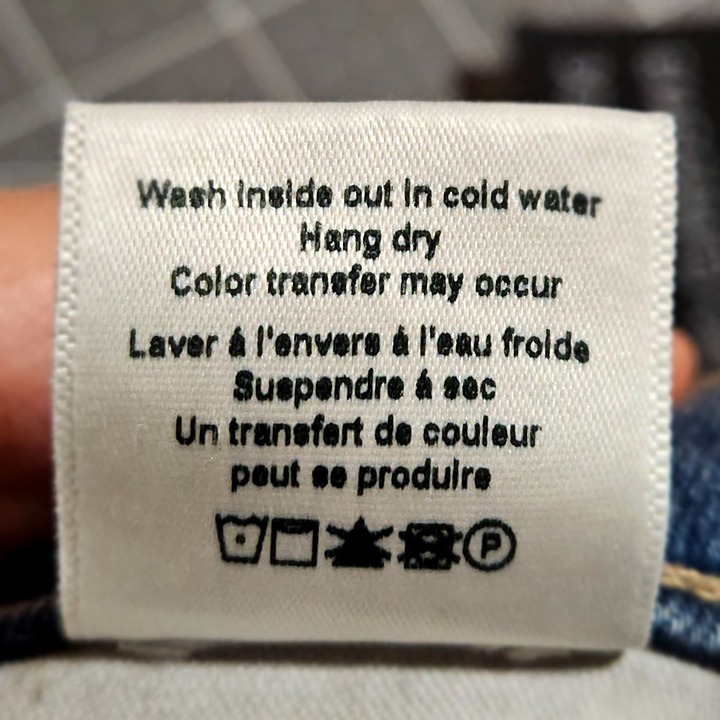 Wash inside out in cold water
Hang dry
Color transfer may occur
Laver á l'envers á l'eau froide
Suspendre á sec
Un transfert de couleur
peut se produire
P